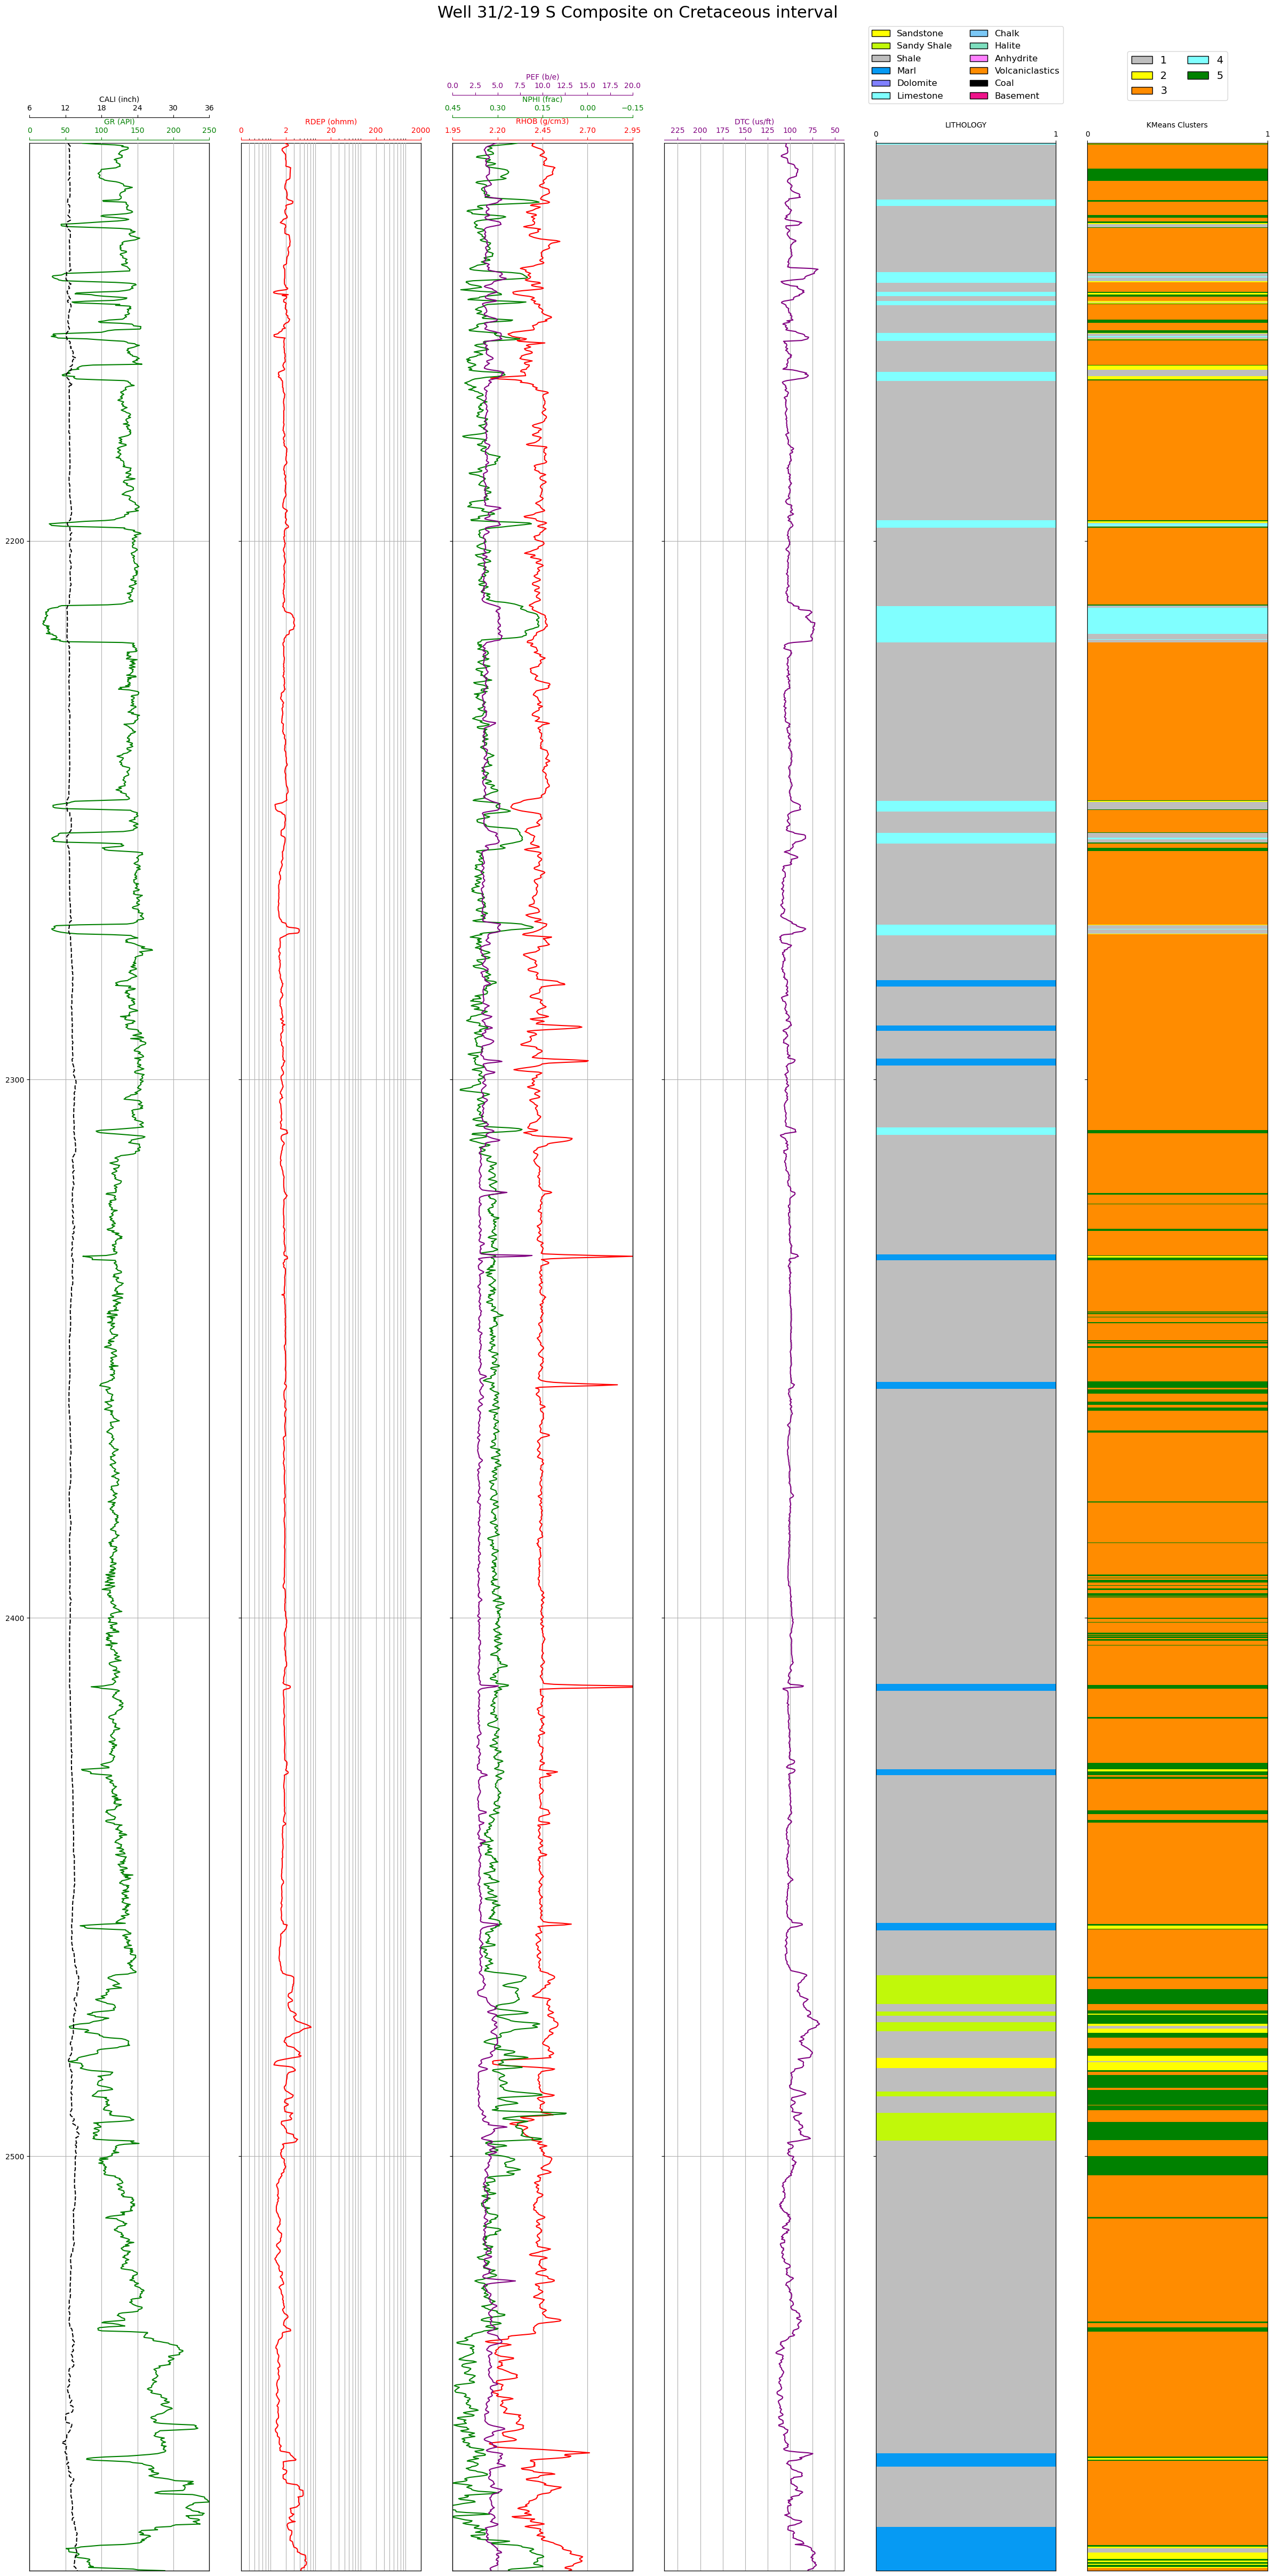 Well 31/2-19 S Composite on Cretaceous interval
Sandstone Chalk
Sandy Shale Halite
Shale Anhydrite
Marl Volcaniclastics
Dolomite Coal
Limestone Basement
1 4
2 5
3
PEF (b/e)
0.0 2.5 5.0 7.5 10.0 12.5 15.0 17.5 20.0
CALI (inch)
NPHI (frac)
6 12 18 24 30 36
0.45 0.30 0.15 0.00 −0.15
GR (API)
RDEP (ohmm)
RHOB (g/cm3)
DTC (us/ft)
LITHOLOGY
KMeans Clusters
0 50 100 150 200 250
0 2 20 200 2000
1.95 2.20 2.45 2.70 2.95
225 200 175 150 125 100 75 50
0 1
0 1
2200
2300
2400
2500